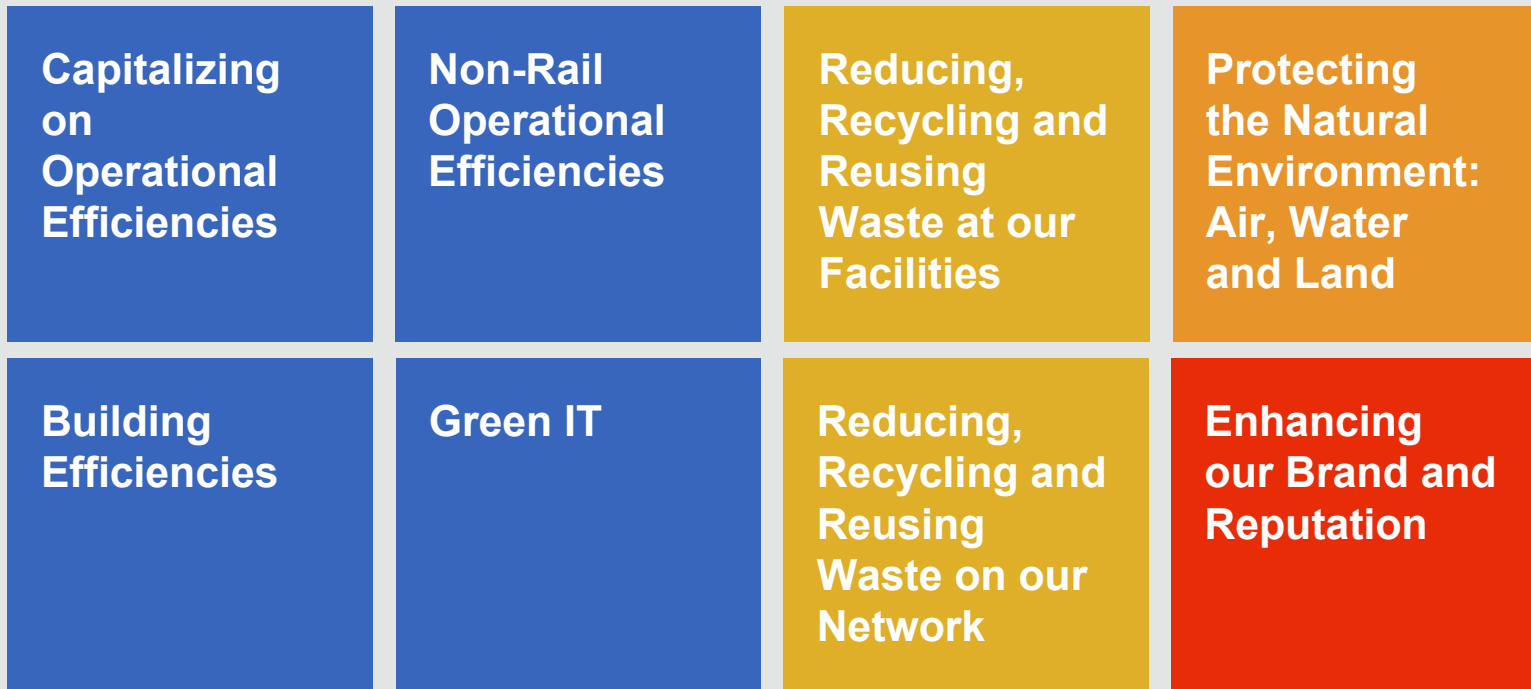 Capitalizing
on
Operational
Efficiencies
Non-Rail
Operational
Efficiencies
Reducing,
Recycling and
Reusing
Waste at our
Facilities
Protecting
the Natural
Environment:
Air, Water
and Land
Building
Efficiencies
Green IT
Reducing,
Recycling and
Reusing
Waste on our
Network
Enhancing
our Brand and
Reputation